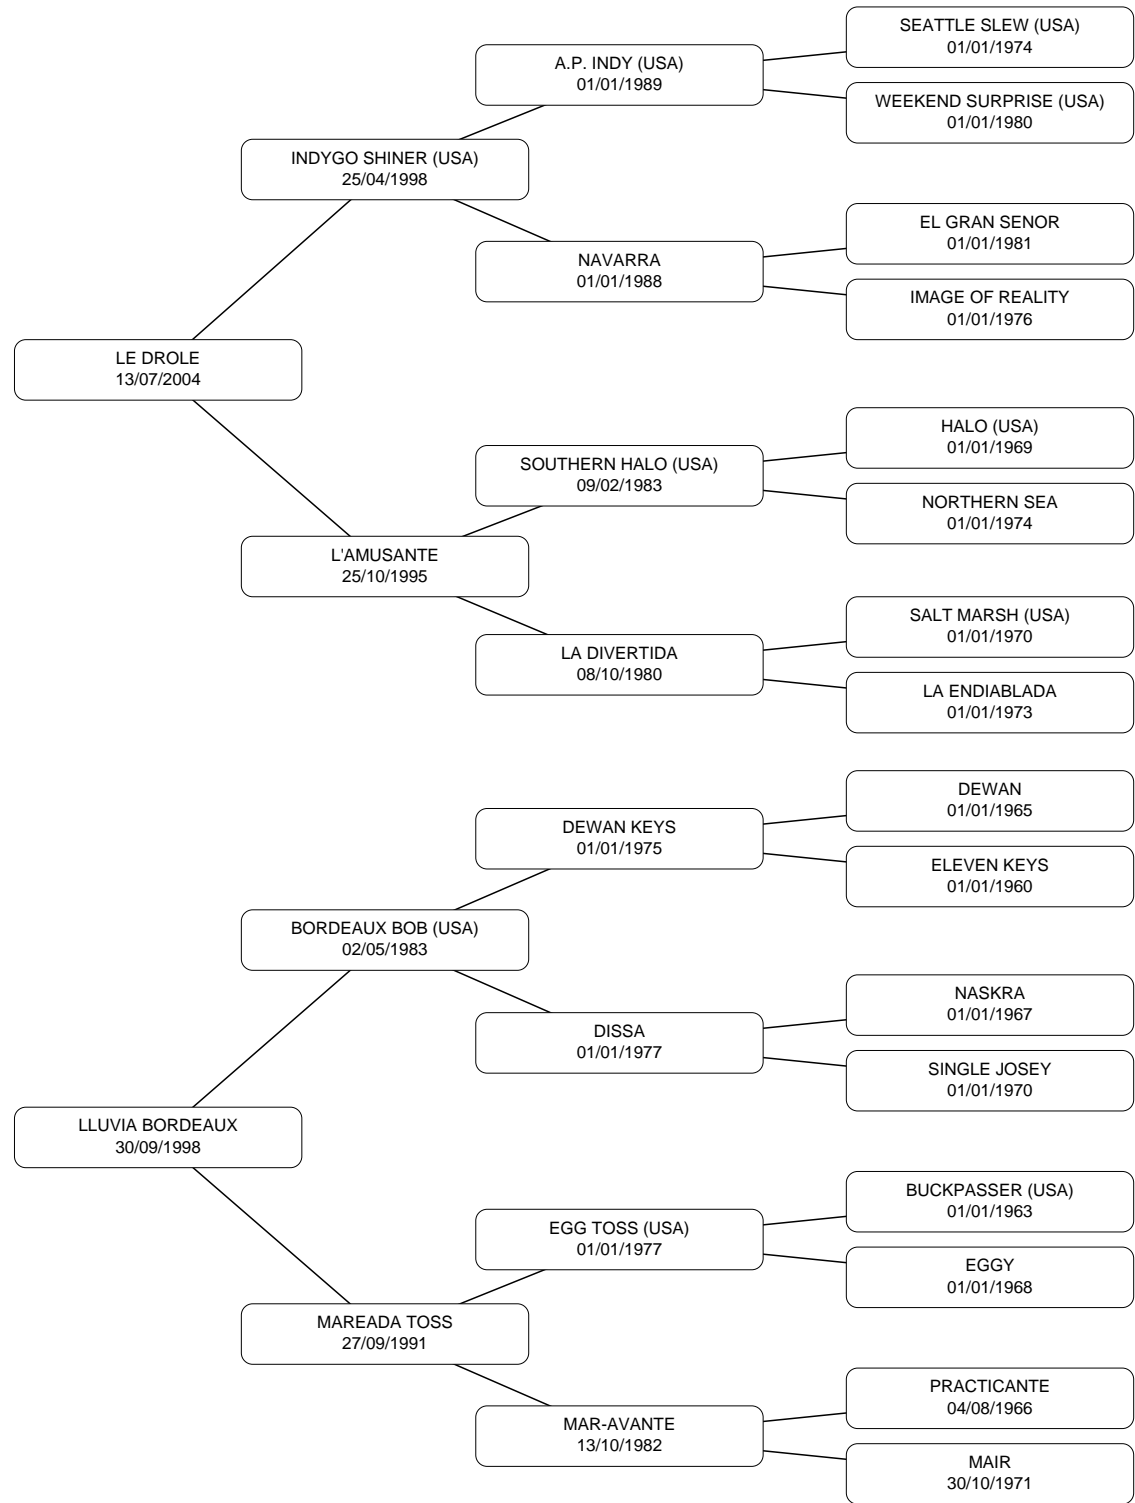 SEATTLE SLEW (USA)
01/01/1974
A.P. INDY (USA)
01/01/1989
WEEKEND SURPRISE (USA)
01/01/1980
INDYGO SHINER (USA)
25/04/1998
EL GRAN SENOR
01/01/1981
NAVARRA
01/01/1988
IMAGE OF REALITY
01/01/1976
LE DROLE
13/07/2004
HALO (USA)
01/01/1969
SOUTHERN HALO (USA)
09/02/1983
NORTHERN SEA
01/01/1974
L'AMUSANTE
25/10/1995
SALT MARSH (USA)
01/01/1970
LA DIVERTIDA
08/10/1980
LA ENDIABLADA
01/01/1973
DEWAN
01/01/1965
DEWAN KEYS
01/01/1975
ELEVEN KEYS
01/01/1960
BORDEAUX BOB (USA)
02/05/1983
NASKRA
01/01/1967
DISSA
01/01/1977
SINGLE JOSEY
01/01/1970
LLUVIA BORDEAUX
30/09/1998
BUCKPASSER (USA)
01/01/1963
EGG TOSS (USA)
01/01/1977
EGGY
01/01/1968
MAREADA TOSS
27/09/1991
PRACTICANTE
04/08/1966
MAR-AVANTE
13/10/1982
MAIR
30/10/1971